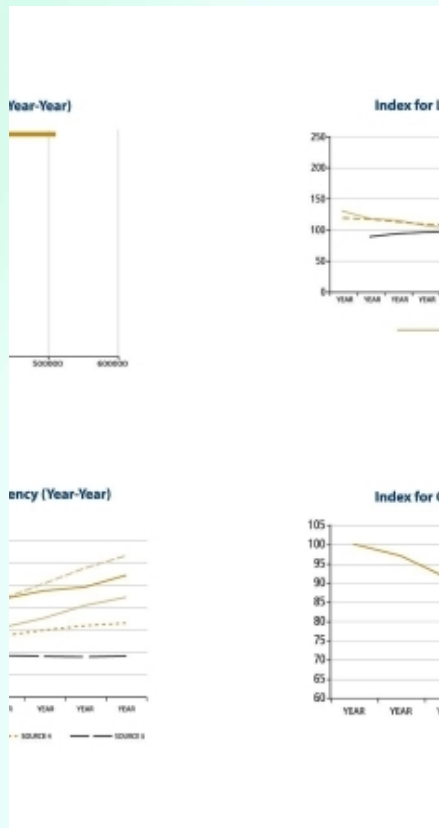 Year-Year)
500000 600000
Index for
250
200
150
100
50
0
YEAR YEAR YEAR YEAR
ency (Year-Year)
YEAR YEAR YEAR
SOURCE 4 SOURCE 5
Index for
105
100
95
90
85
80
75
70
65
60
YEAR YEAR